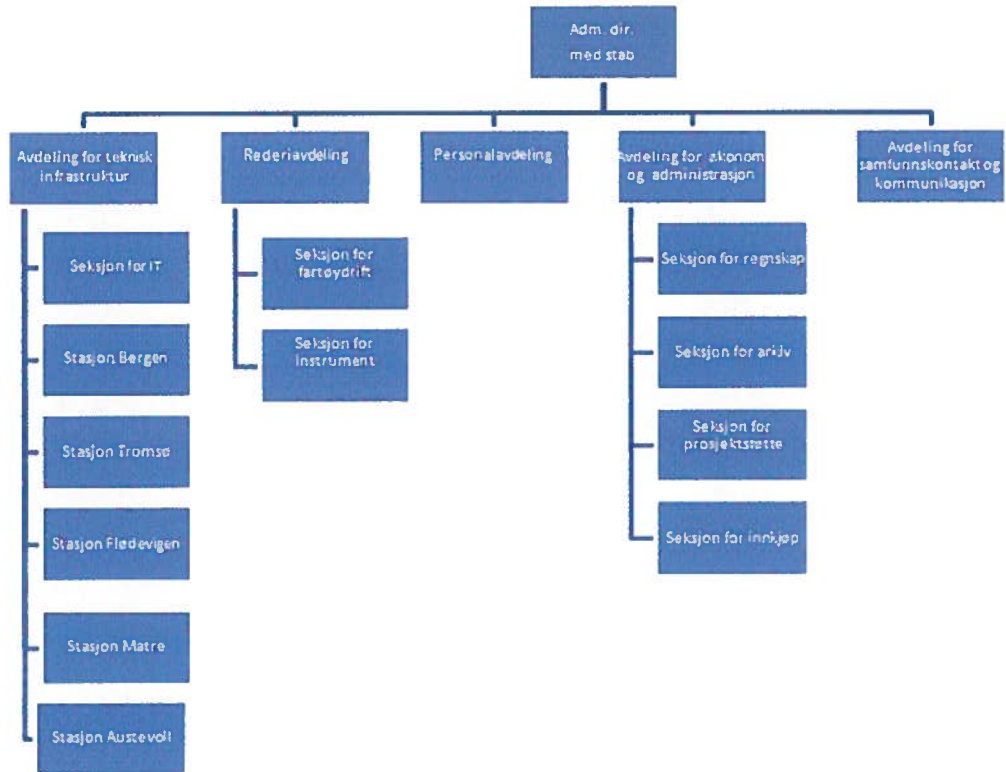 Adm. dir.
med stab
Avdeling for teknisk
infrastruktur
Rederiavdeling
Personalavdeling
Avdeling for økonom
og administrasjon
Avdeling for
samfunnskontakt og
kommunikasjon
Seksjon for IT
Stasjon Bergen
Stasjon Tromsø
Stasjon Flødevigen
Stasjon Matre
Stasjon Austevoll
Seksjon for
fartøydrift
Seksjon for
instrument
Seksjon for regnskap
Seksjon for arkiv
Seksjon for
prosjektstøtte
Seksjon for innkjøp